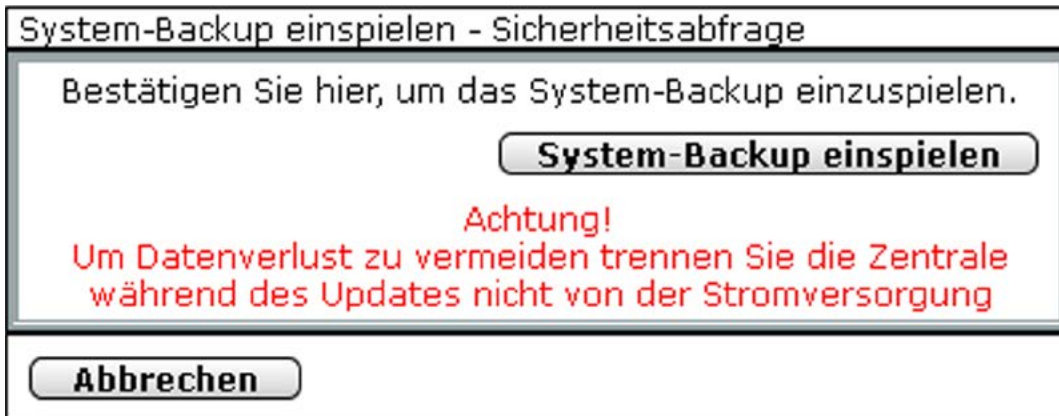 System-Backup einspielen - Sicherheitsabfrage
Bestätigen Sie hier, um das System-Backup einzuspielen.
System-Backup einspielen
Achtung!
Um Datenverlust zu vermeiden trennen Sie die Zentrale
während des Updates nicht von der Stromversorgung
Abbrechen